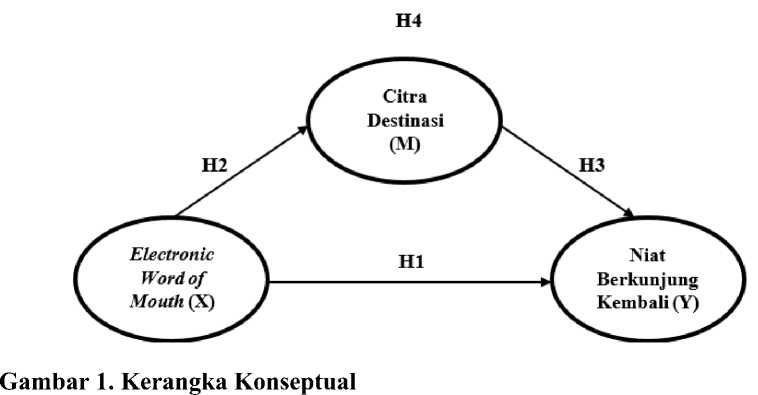 H4
Citra
Destinasi
(M)
H2
H3
Electronic
Word of
Mouth (X)
H1
Niat
Berkunjung
Kembali (Y)
Gambar 1. Kerangka Konseptual